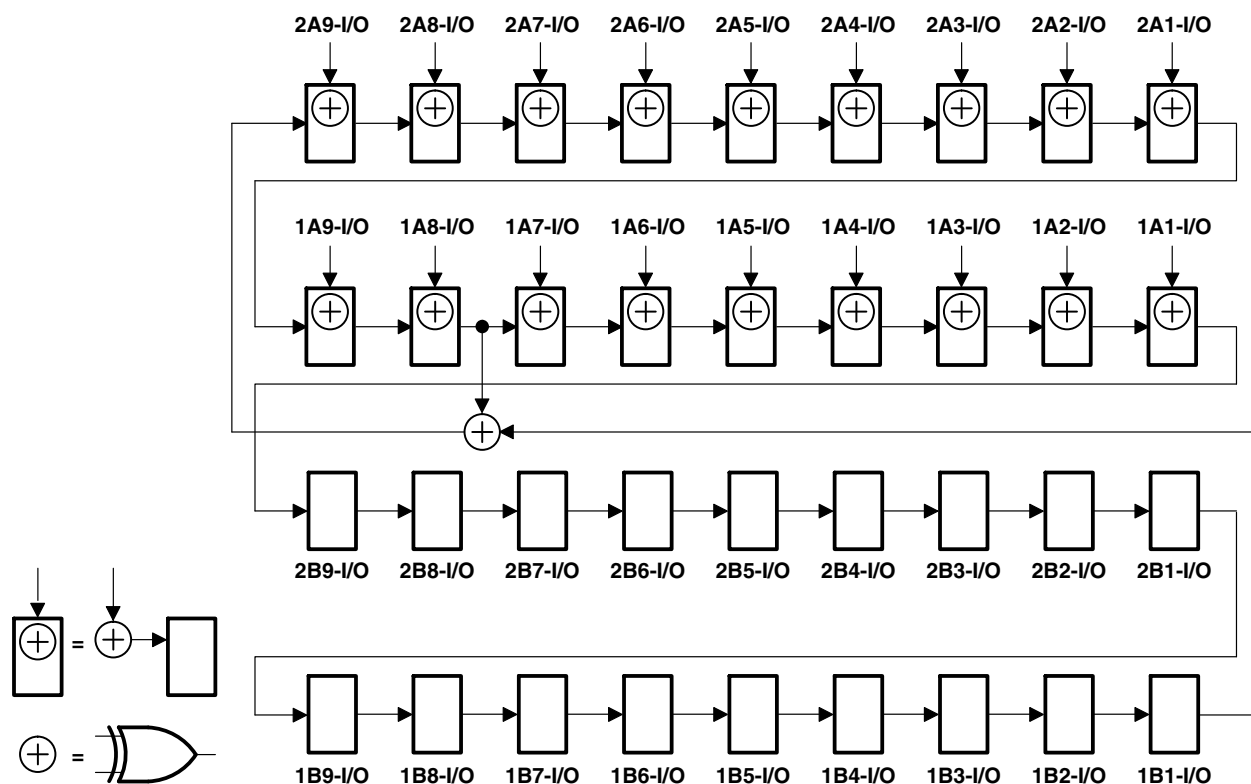 2A9-I/O 2A8-I/O 2A7-I/O 2A6-I/O 2A5-I/O 2A4-I/O 2A3-I/O 2A2-I/O 2A1-I/O
1A9-I/O 1A8-I/O 1A7-I/O 1A6-I/O 1A5-I/O 1A4-I/O 1A3-I/O 1A2-I/O 1A1-I/O
2B9-I/O 2B8-I/O 2B7-I/O 2B6-I/O 2B5-I/O 2B4-I/O 2B3-I/O 2B2-I/O 2B1-I/O
=
=
1B9-I/O 1B8-I/O 1B7-I/O 1B6-I/O 1B5-I/O 1B4-I/O 1B3-I/O 1B2-I/O 1B1-I/O